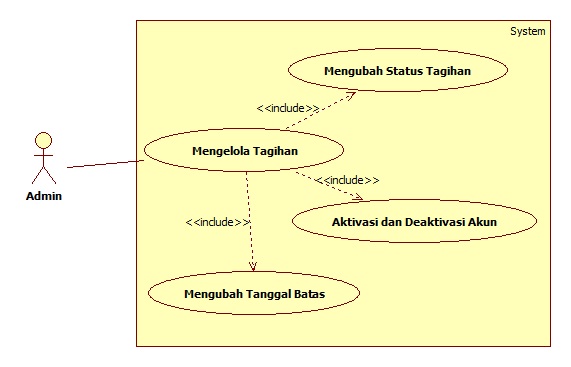 System
Mengubah Status Tagihan
<<include>>
Mengelola Tagihan
<<include>>
Admin
<<include>>
Aktivasi dan Deaktivasi Akun
Mengubah Tanggal Batas